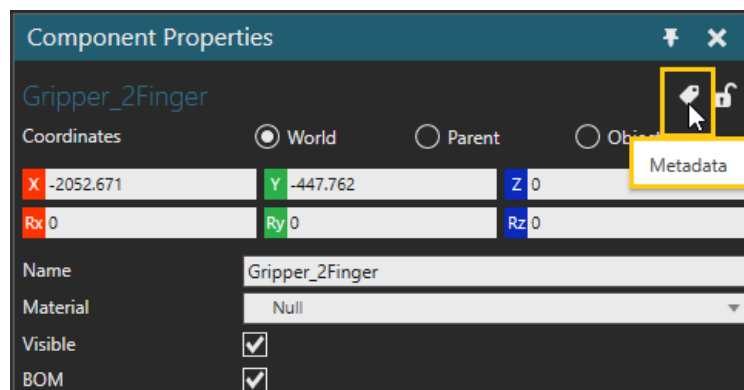 Component Properties
Gripper_2Finger
Coordinates World Parent
Metadata
X -2052.671 Y -447.762 Z 0
Rx 0 Ry 0 Rz 0
Name Gripper_2Finger
Material Null
Visible
BOM